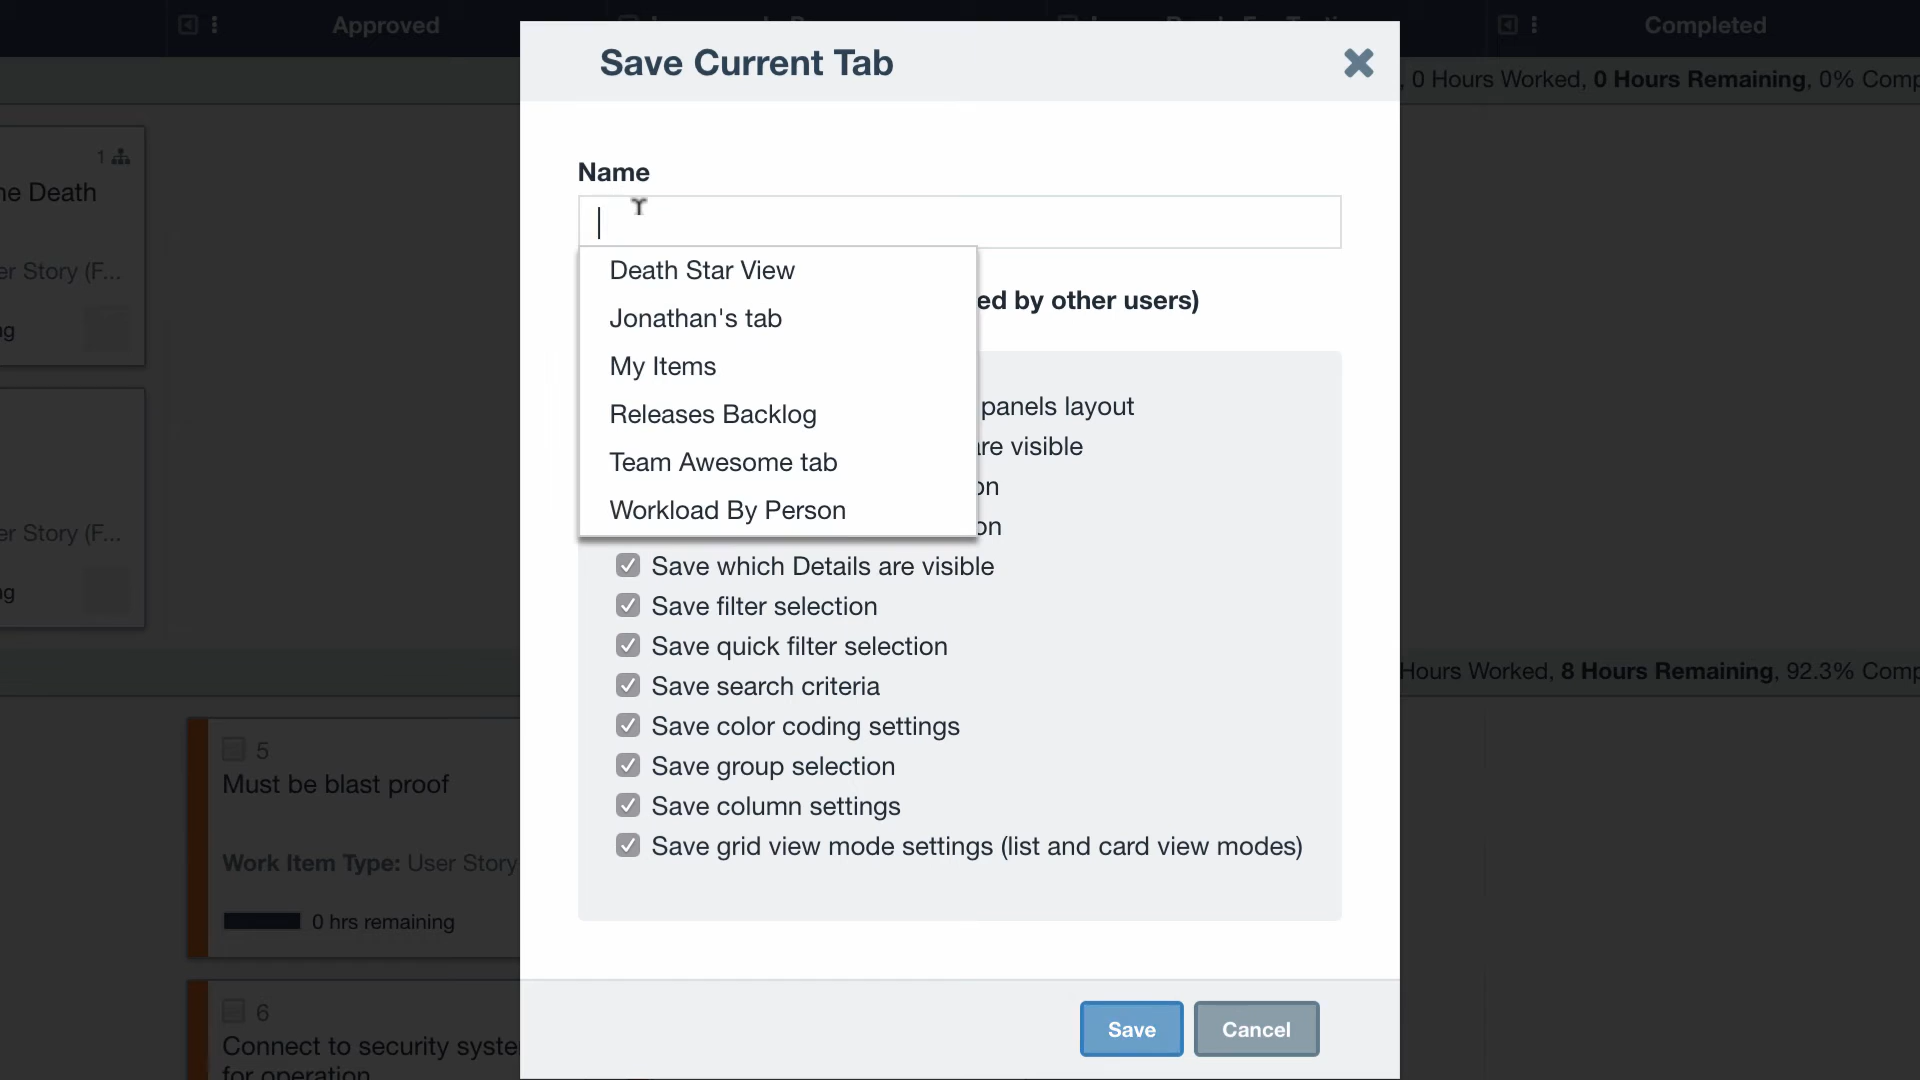 Approved
Completed
Save Current Tab
, 0 Hours Worked, 0 Hours Remaining, 0% Comp
Name
1
ne Death
er Story (F...
ng
Death Star View
Jonathan's tab
My Items
Releases Backlog
Team Awesome tab
Workload By Person
ed by other users)
panels layout
are visible
on
on
Save which Details are visible
Save filter selection
Save quick filter selection
Save search criteria
Save color coding settings
Save group selection
Save column settings
Save grid view mode settings (list and card view modes)
er Story (F...
ng
Hours Worked, 8 Hours Remaining, 92.3% Comp
5
Must be blast proof
Work Item Type: User Story
0 hrs remaining
6
Connect to security syste
for operation
Save
Cancel